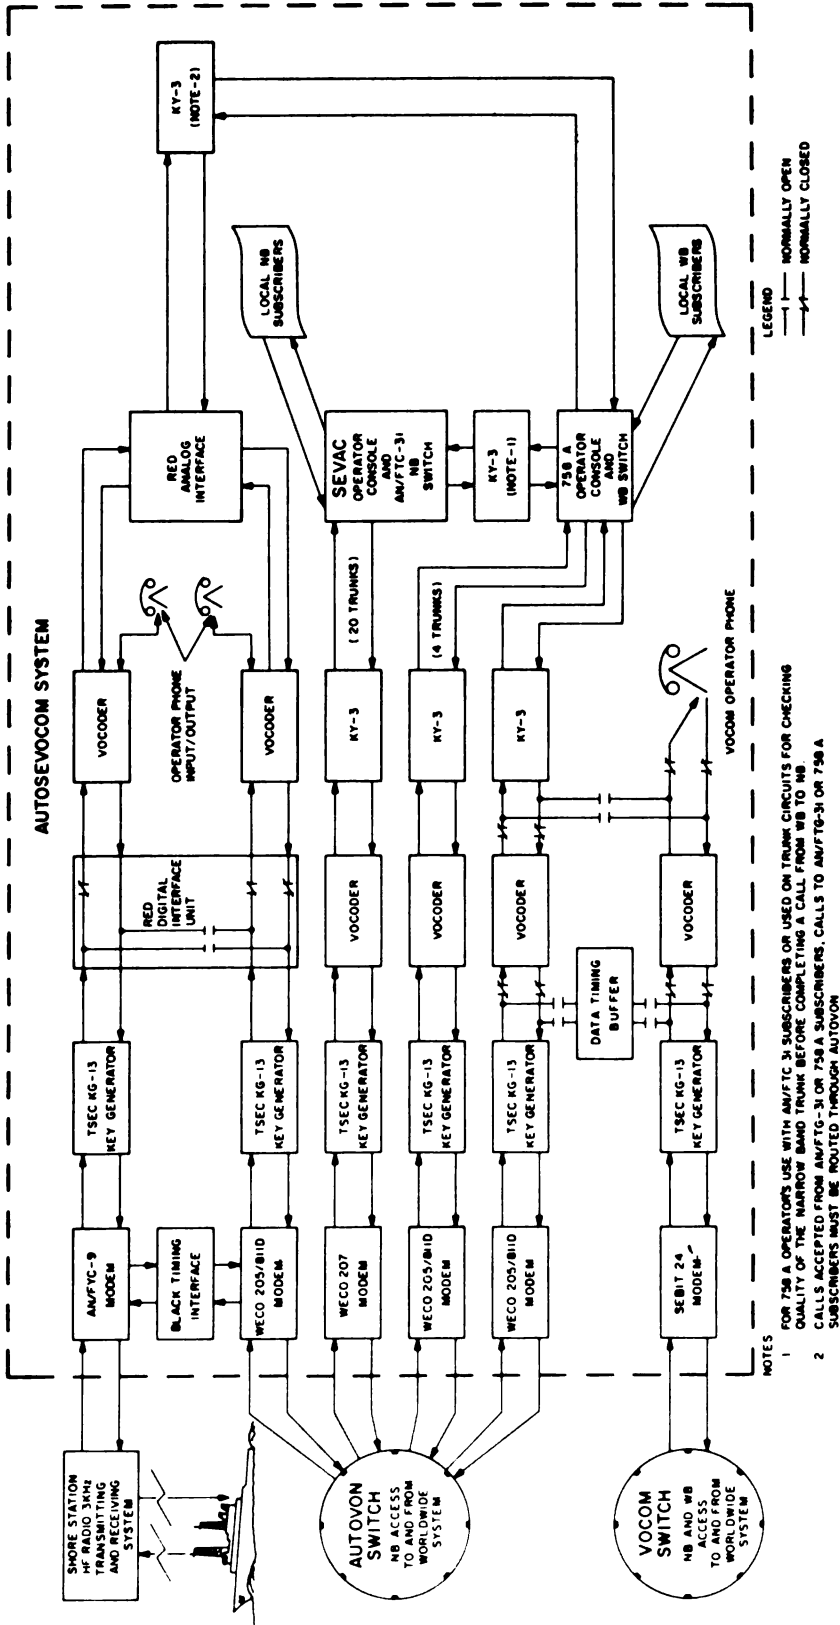 AUTOSEVOCOM SYSTEM
SHORE STATION
HF RADIO 3KHz
TRANSMITTING
AND RECEIVING
SYSTEM
AN/FYC-9
MODEM
TSEC KG-13
KEY GENERATOR
RED
DIGITAL
INTERFACE
UNIT
VOCODER
RED
ANALOG
INTERFACE
KY-3
(NOTE-2)
BLACK TIMING
INTERFACE
OPERATOR PHONE
INPUT/OUTPUT
WECO 205/811D
MODEM
TSEC KG-13
KEY GENERATOR
VOCODER
LOCAL NB
SUBSCRIBERS
AUTOVON
SWITCH
NB ACCESS
TO AND FROM
WORLDWIDE
SYSTEM
WECO 207
MODEM
TSEC KG-13
KEY GENERATOR
VOCODER
KY-3
(20 TRUNKS)
SEVAC
OPERATOR
CONSOLE
AND
AN/FTC-31
NB
SWITCH
WECO 205/811D
MODEM
TSEC KG-13
KEY GENERATOR
VOCODER
KY-3
(4 TRUNKS)
KY-3
(NOTE-1)
WECO 205/811D
MODEM
TSEC KG-13
KEY GENERATOR
VOCODER
KY-3
758 A
OPERATOR
CONSOLE
AND
WB SWITCH
DATA TIMING
BUFFER
LOCAL WB
SUBSCRIBERS
VOCOM
SWITCH
NB AND WB
ACCESS
TO AND FROM
WORLDWIDE
SYSTEM
SEBIT 24
MODEM
TSEC KG-13
KEY GENERATOR
VOCODER
VOCOM OPERATOR PHONE
LEGEND
NORMALLY OPEN
NORMALLY CLOSED
NOTES
1 FOR 758 A OPERATOR'S USE WITH AN/FTC 31 SUBSCRIBERS OR USED ON TRUNK CIRCUITS FOR CHECKING
QUALITY OF THE NARROW BAND TRUNK BEFORE COMPLETING A CALL FROM WB TO NB.
2 CALLS ACCEPTED FROM AN/FTG-31 OR 758 A SUBSCRIBERS, CALLS TO AN/FTG-31 OR 758 A
SUBSCRIBERS MUST BE ROUTED THROUGH AUTOVON